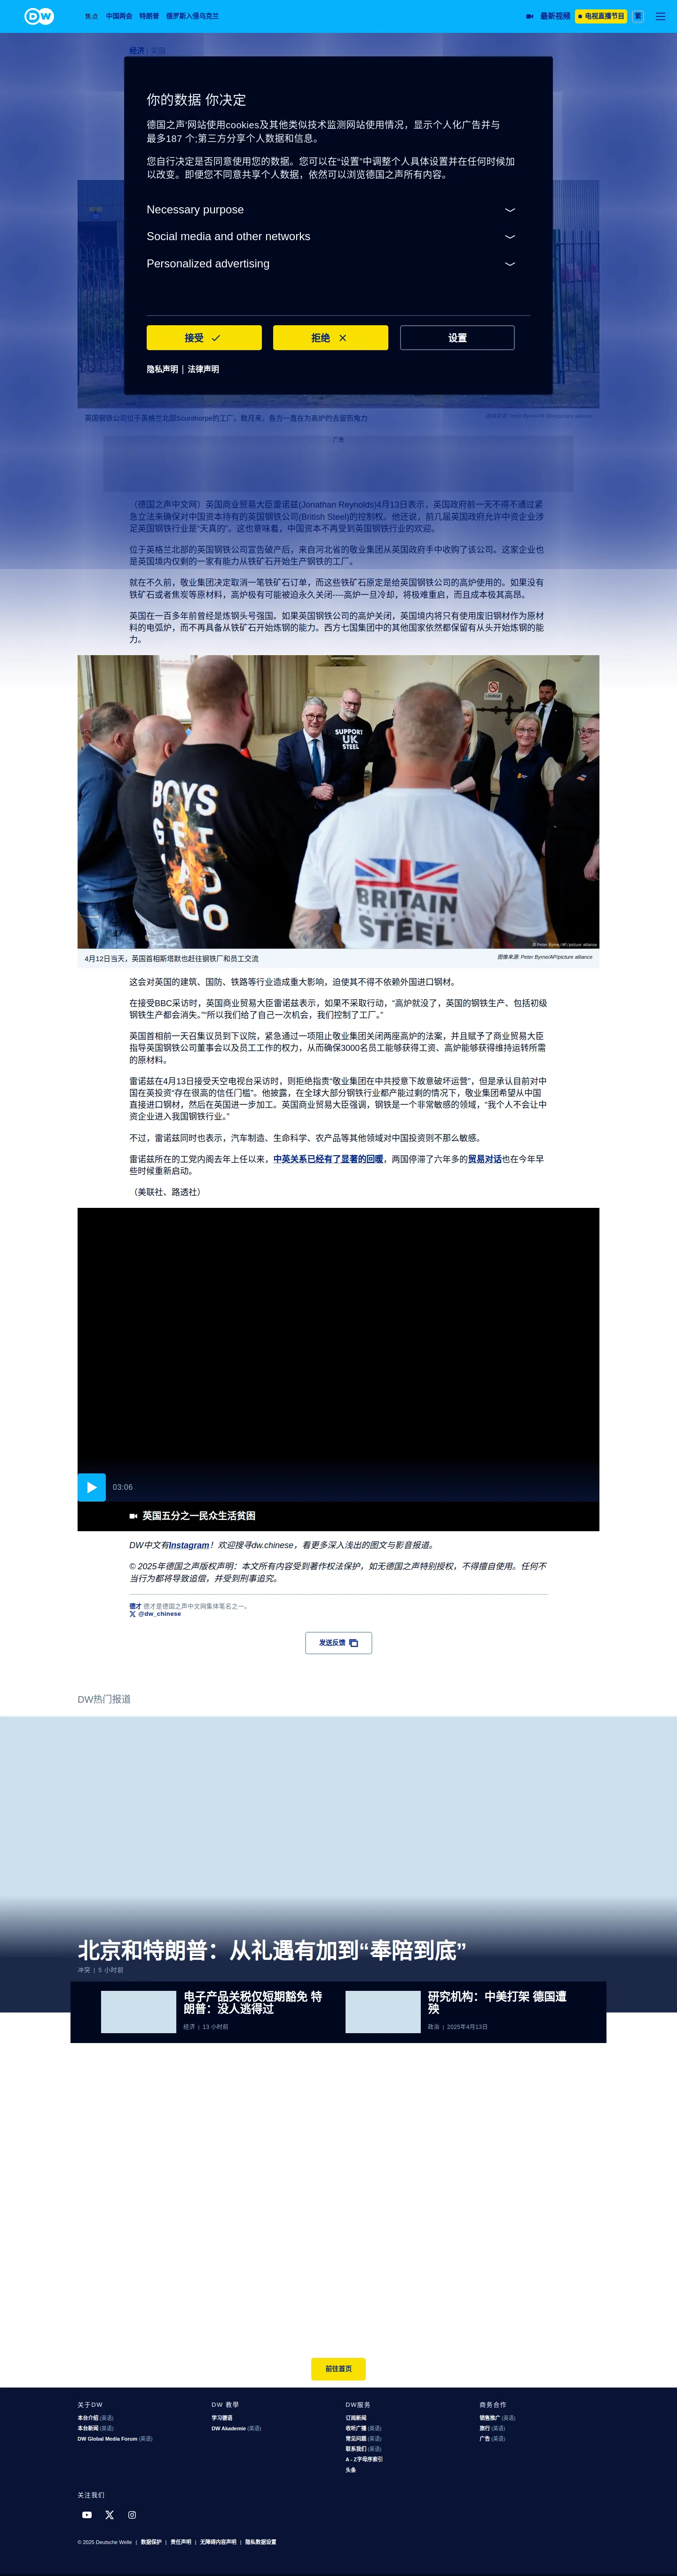 DW
焦点 中国两会 特朗普 俄罗斯入侵乌克兰
最新视频 电视直播节目 繁
经济 | 英国
你的数据 你决定
德国之声'网站使用cookies及其他类似技术监测网站使用情况，显示个人化广告并与
最多187 个;第三方分享个人数据和信息。
您自行决定是否同意使用您的数据。您可以在“设置”中调整个人具体设置并在任何时候加
以改变。即便您不同意共享个人数据，依然可以浏览德国之声所有内容。
Necessary purpose
Social media and other networks
Personalized advertising
接受 拒绝 设置
隐私声明 | 法律声明
英国钢铁公司位于英格兰北部Scunthorpe的工厂。数月来，各方一直在为高炉的去留而角力
广告
（德国之声中文网）英国商业贸易大臣雷诺兹(Jonathan Reynolds)4月13日表示，英国政府前一天不得不通过紧
急立法来确保对中国资本持有的英国钢铁公司(British Steel)的控制权。他还说，前几届英国政府允许中资企业涉
足英国钢铁行业是“天真的”。这也意味着，中国资本不再受到英国钢铁行业的欢迎。
位于英格兰北部的英国钢铁公司宣告破产后，来自河北省的敬业集团从英国政府手中收购了该公司。这家企业也
是英国境内仅剩的一家有能力从铁矿石开始生产钢铁的工厂。
就在不久前，敬业集团决定取消一笔铁矿石订单，而这些铁矿石原定是给英国钢铁公司的高炉使用的。如果没有
铁矿石或者焦炭等原材料，高炉极有可能被迫永久关闭----高炉一旦冷却，将极难重启，而且成本极其高昂。
英国在一百多年前曾经是炼钢头号强国。如果英国钢铁公司的高炉关闭，英国境内将只有使用废旧钢材作为原材
料的电弧炉，而不再具备从铁矿石开始炼钢的能力。西方七国集团中的其他国家依然都保留有从头开始炼钢的能
力。
LOUNGE
SUPPORT
UK
STEEL
BOYS
GET
BRITISH
STEEL
© Peter Byrne/AP/picture alliance
4月12日当天，英国首相斯塔默也赶往钢铁厂和员工交流
图像来源: Peter Byrne/AP/picture alliance
这会对英国的建筑、国防、铁路等行业造成重大影响，迫使其不得不依赖外国进口钢材。
在接受BBC采访时，英国商业贸易大臣雷诺兹表示，如果不采取行动，“高炉就没了，英国的钢铁生产、包括初级
钢铁生产都会消失。”“所以我们给了自己一次机会，我们控制了工厂。”
英国首相前一天召集议员到下议院，紧急通过一项阻止敬业集团关闭两座高炉的法案，并且赋予了商业贸易大臣
指导英国钢铁公司董事会以及员工工作的权力，从而确保3000名员工能够获得工资、高炉能够获得维持运转所需
的原材料。
雷诺兹在4月13日接受天空电视台采访时，则拒绝指责“敬业集团在中共授意下故意破坏运营”，但是承认目前对中
国在英投资“存在很高的信任门槛”。他披露，在全球大部分钢铁行业都产能过剩的情况下，敬业集团希望从中国
直接进口钢材，然后在英国进一步加工。英国商业贸易大臣强调，钢铁是一个非常敏感的领域，“我个人不会让中
资企业进入我国钢铁行业。”
不过，雷诺兹同时也表示，汽车制造、生命科学、农产品等其他领域对中国投资则不那么敏感。
雷诺兹所在的工党内阁去年上任以来，中英关系已经有了显著的回暖，两国停滞了六年多的贸易对话也在今年早
些时候重新启动。
（美联社、路透社）
03:06
英国五分之一民众生活贫困
DW中文有Instagram！欢迎搜寻dw.chinese，看更多深入浅出的图文与影音报道。
© 2025年德国之声版权声明：本文所有内容受到著作权法保护，如无德国之声特别授权，不得擅自使用。任何不
当行为都将导致追偿，并受到刑事追究。
德才 德才是德国之声中文网集体笔名之一。
@dw_chinese
发送反馈
DW热门报道
北京和特朗普：从礼遇有加到“奉陪到底”
冲突 | 5 小时前
电子产品关税仅短期豁免 特
朗普：没人逃得过
经济 | 13 小时前
研究机构：中美打架 德国遭
殃
政治 | 2025年4月13日
前往首页
关于DW
本台介绍 (英语)
本台新闻 (英语)
DW Global Media Forum (英语)
DW 教學
学习德语
DW Akademie (英语)
DW服务
订阅新闻
收听广播 (英语)
常见问题 (英语)
联系我们 (英语)
A - Z字母序索引
头条
商务合作
销售推广 (英语)
旅行 (英语)
广告 (英语)
关注我们
© 2025 Deutsche Welle | 数据保护 | 责任声明 | 无障碍内容声明 | 隐私数据设置